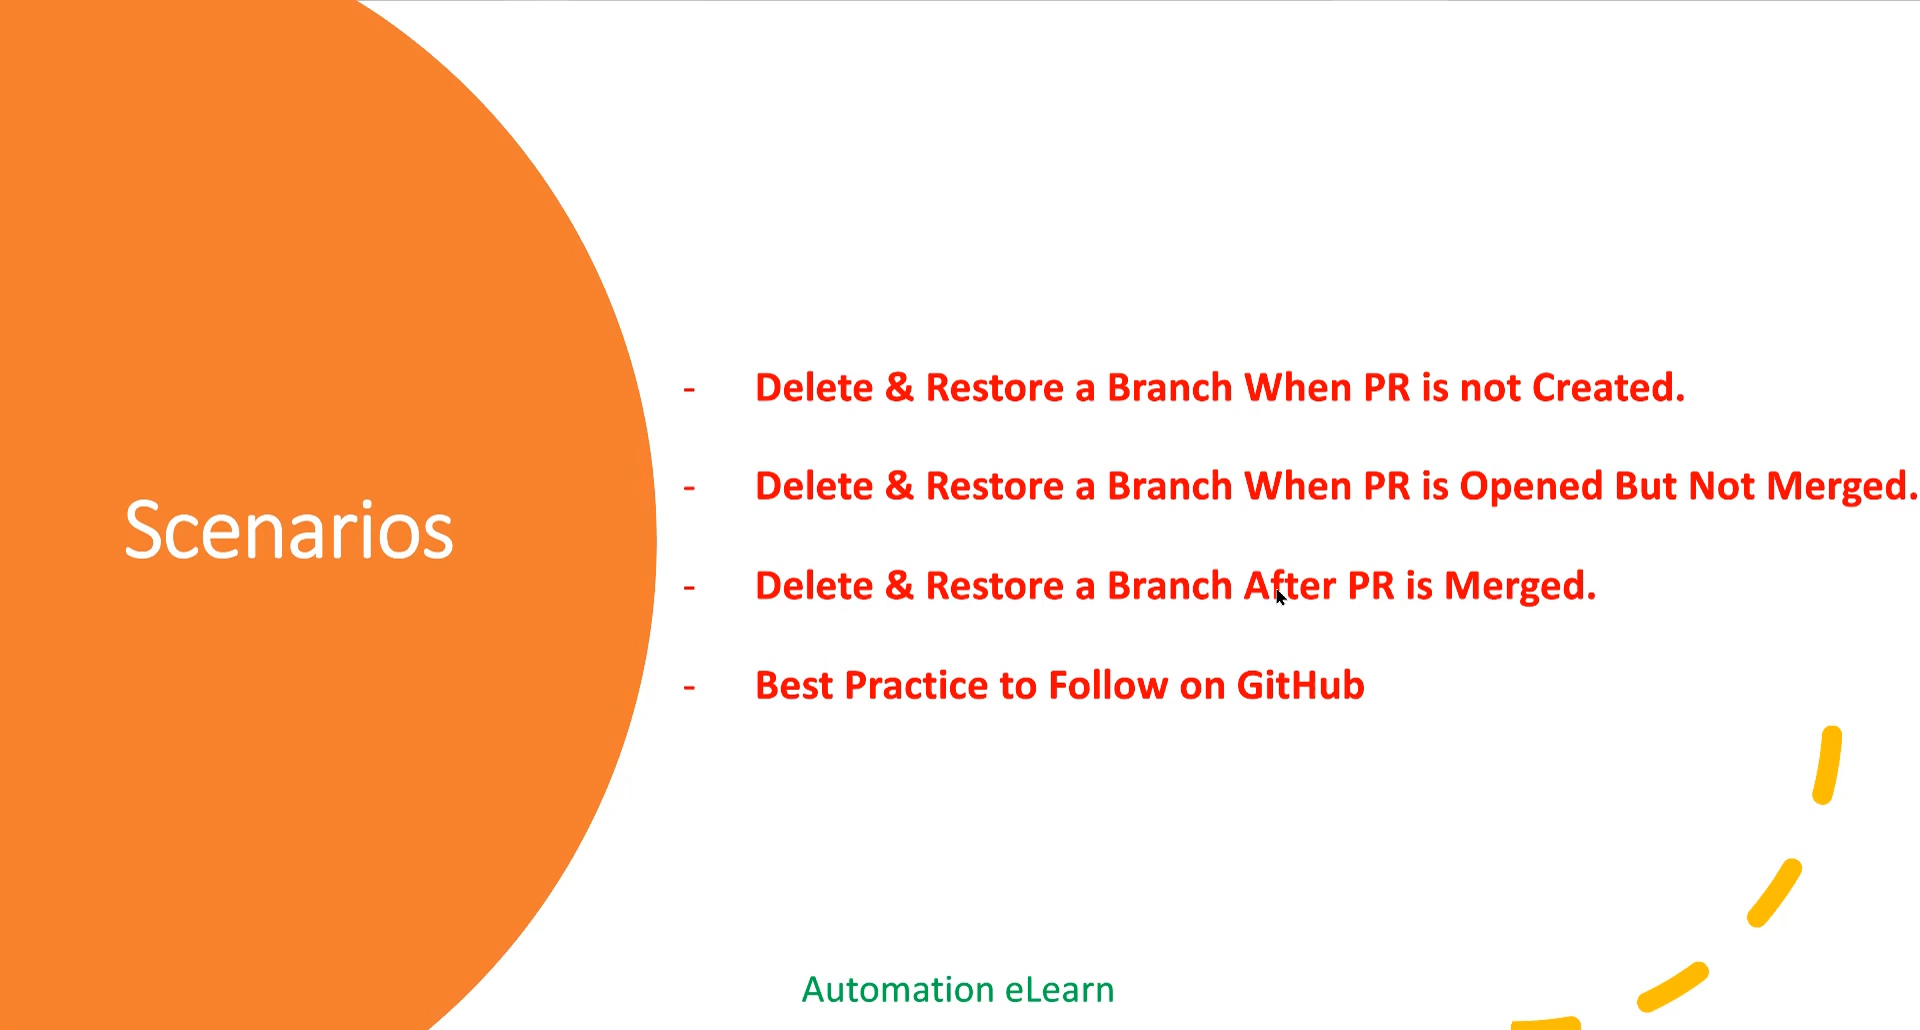 Scenarios
- Delete & Restore a Branch When PR is not Created.
- Delete & Restore a Branch When PR is Opened But Not Merged.
- Delete & Restore a Branch After PR is Merged.
- Best Practice to Follow on GitHub
Automation eLearn